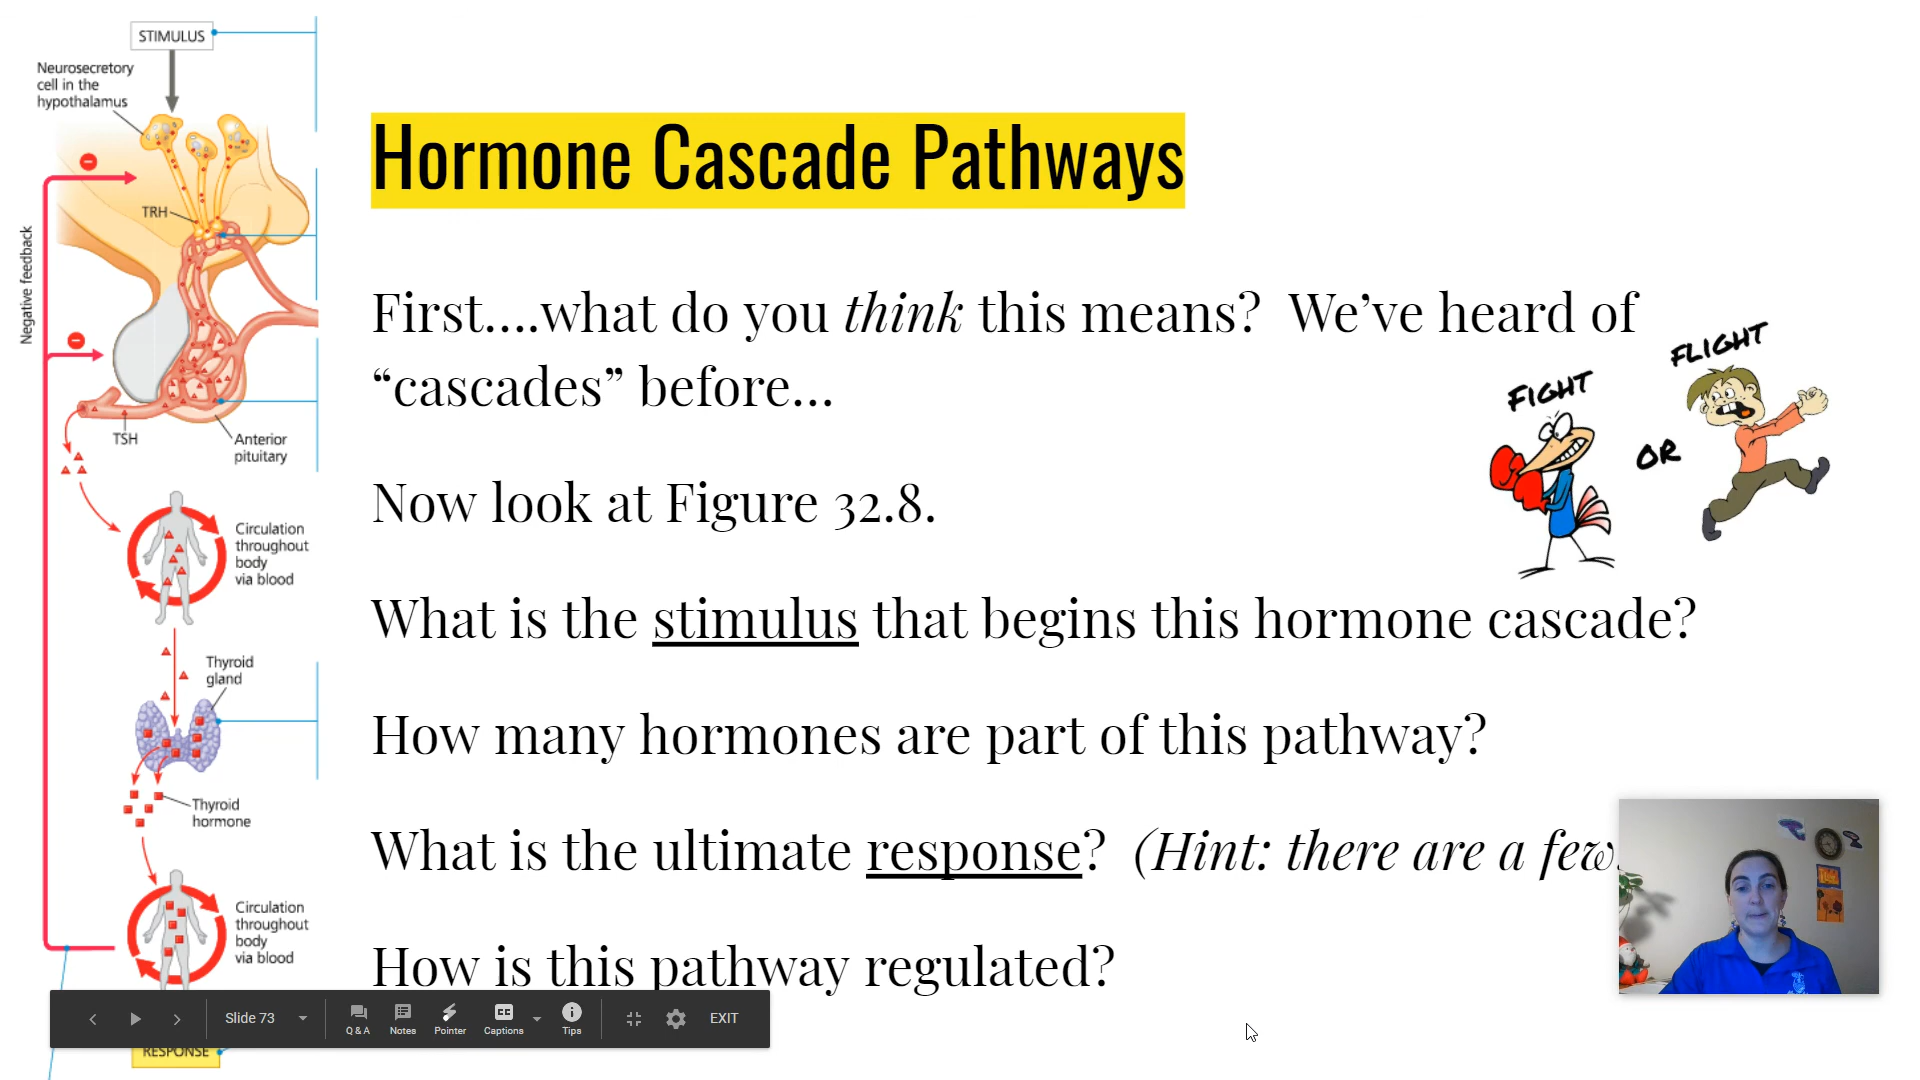 STIMULUS
Neurosecretory
cell in the
hypothalamus
TRH
Negative feedback
TSH
Anterior
pituitary
Circulation
throughout
body
via blood
Thyroid
gland
Thyroid
hormone
Circulation
throughout
body
via blood
RESPONSE
Hormone Cascade Pathways
First....what do you think this means? We’ve heard of
“cascades” before...
FIGHT
OR
FLIGHT
Now look at Figure 32.8.
What is the stimulus that begins this hormone cascade?
How many hormones are part of this pathway?
What is the ultimate response? (Hint: there are a few
How is this pathway regulated?
Slide 73
Q & A
Notes
Pointer
CC
Captions
Tips
EXIT